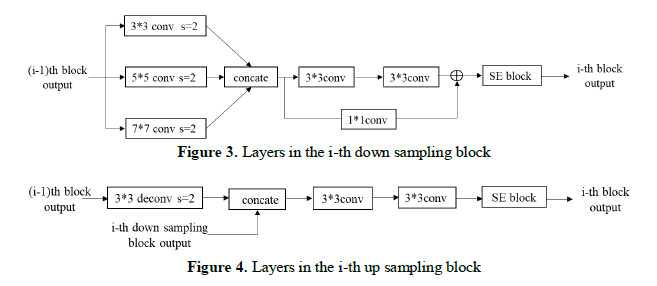 3*3 conv s=2
(i-1)th block
output
5*5 conv s=2
concate
3*3conv
3*3conv
SE block
i-th block
output
1*1conv
7*7 conv s=2
Figure 3. Layers in the i-th down sampling block
(i-1)th block
output
3*3 deconv s=2
concate
3*3conv
3*3conv
SE block
i-th block
output
i-th down sampling
block output
Figure 4. Layers in the i-th up sampling block